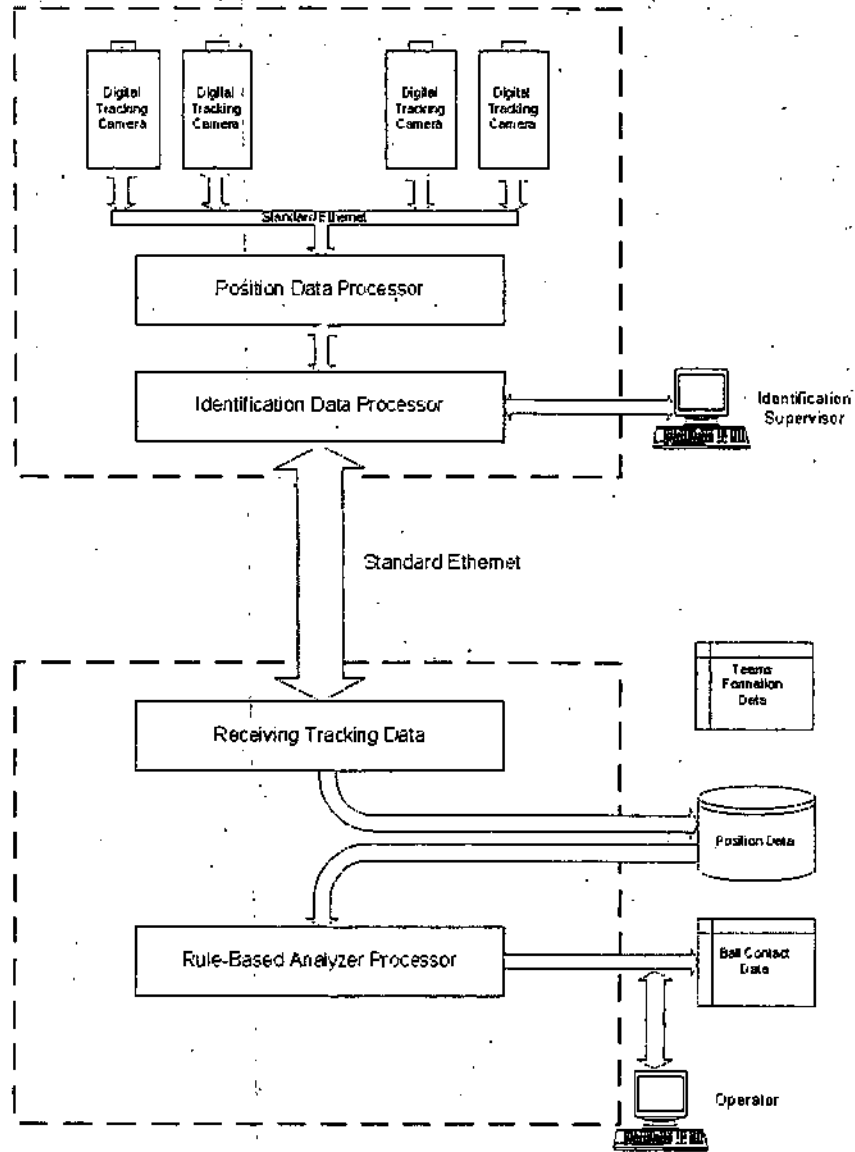 Digital
Tracking
Camera
Digital
Tracking
Camera
Digital
Tracking
Camera
Digital
Tracking
Camera
Standard Ethernet
Position Data Processor
Identification Data Processor
Identification
Supervisor
Standard Ethernet
Teams
Formation
Data
Receiving Tracking Data
Position Data
Rule-Based Analyzer Processor
Ball Contact
Data
Operator